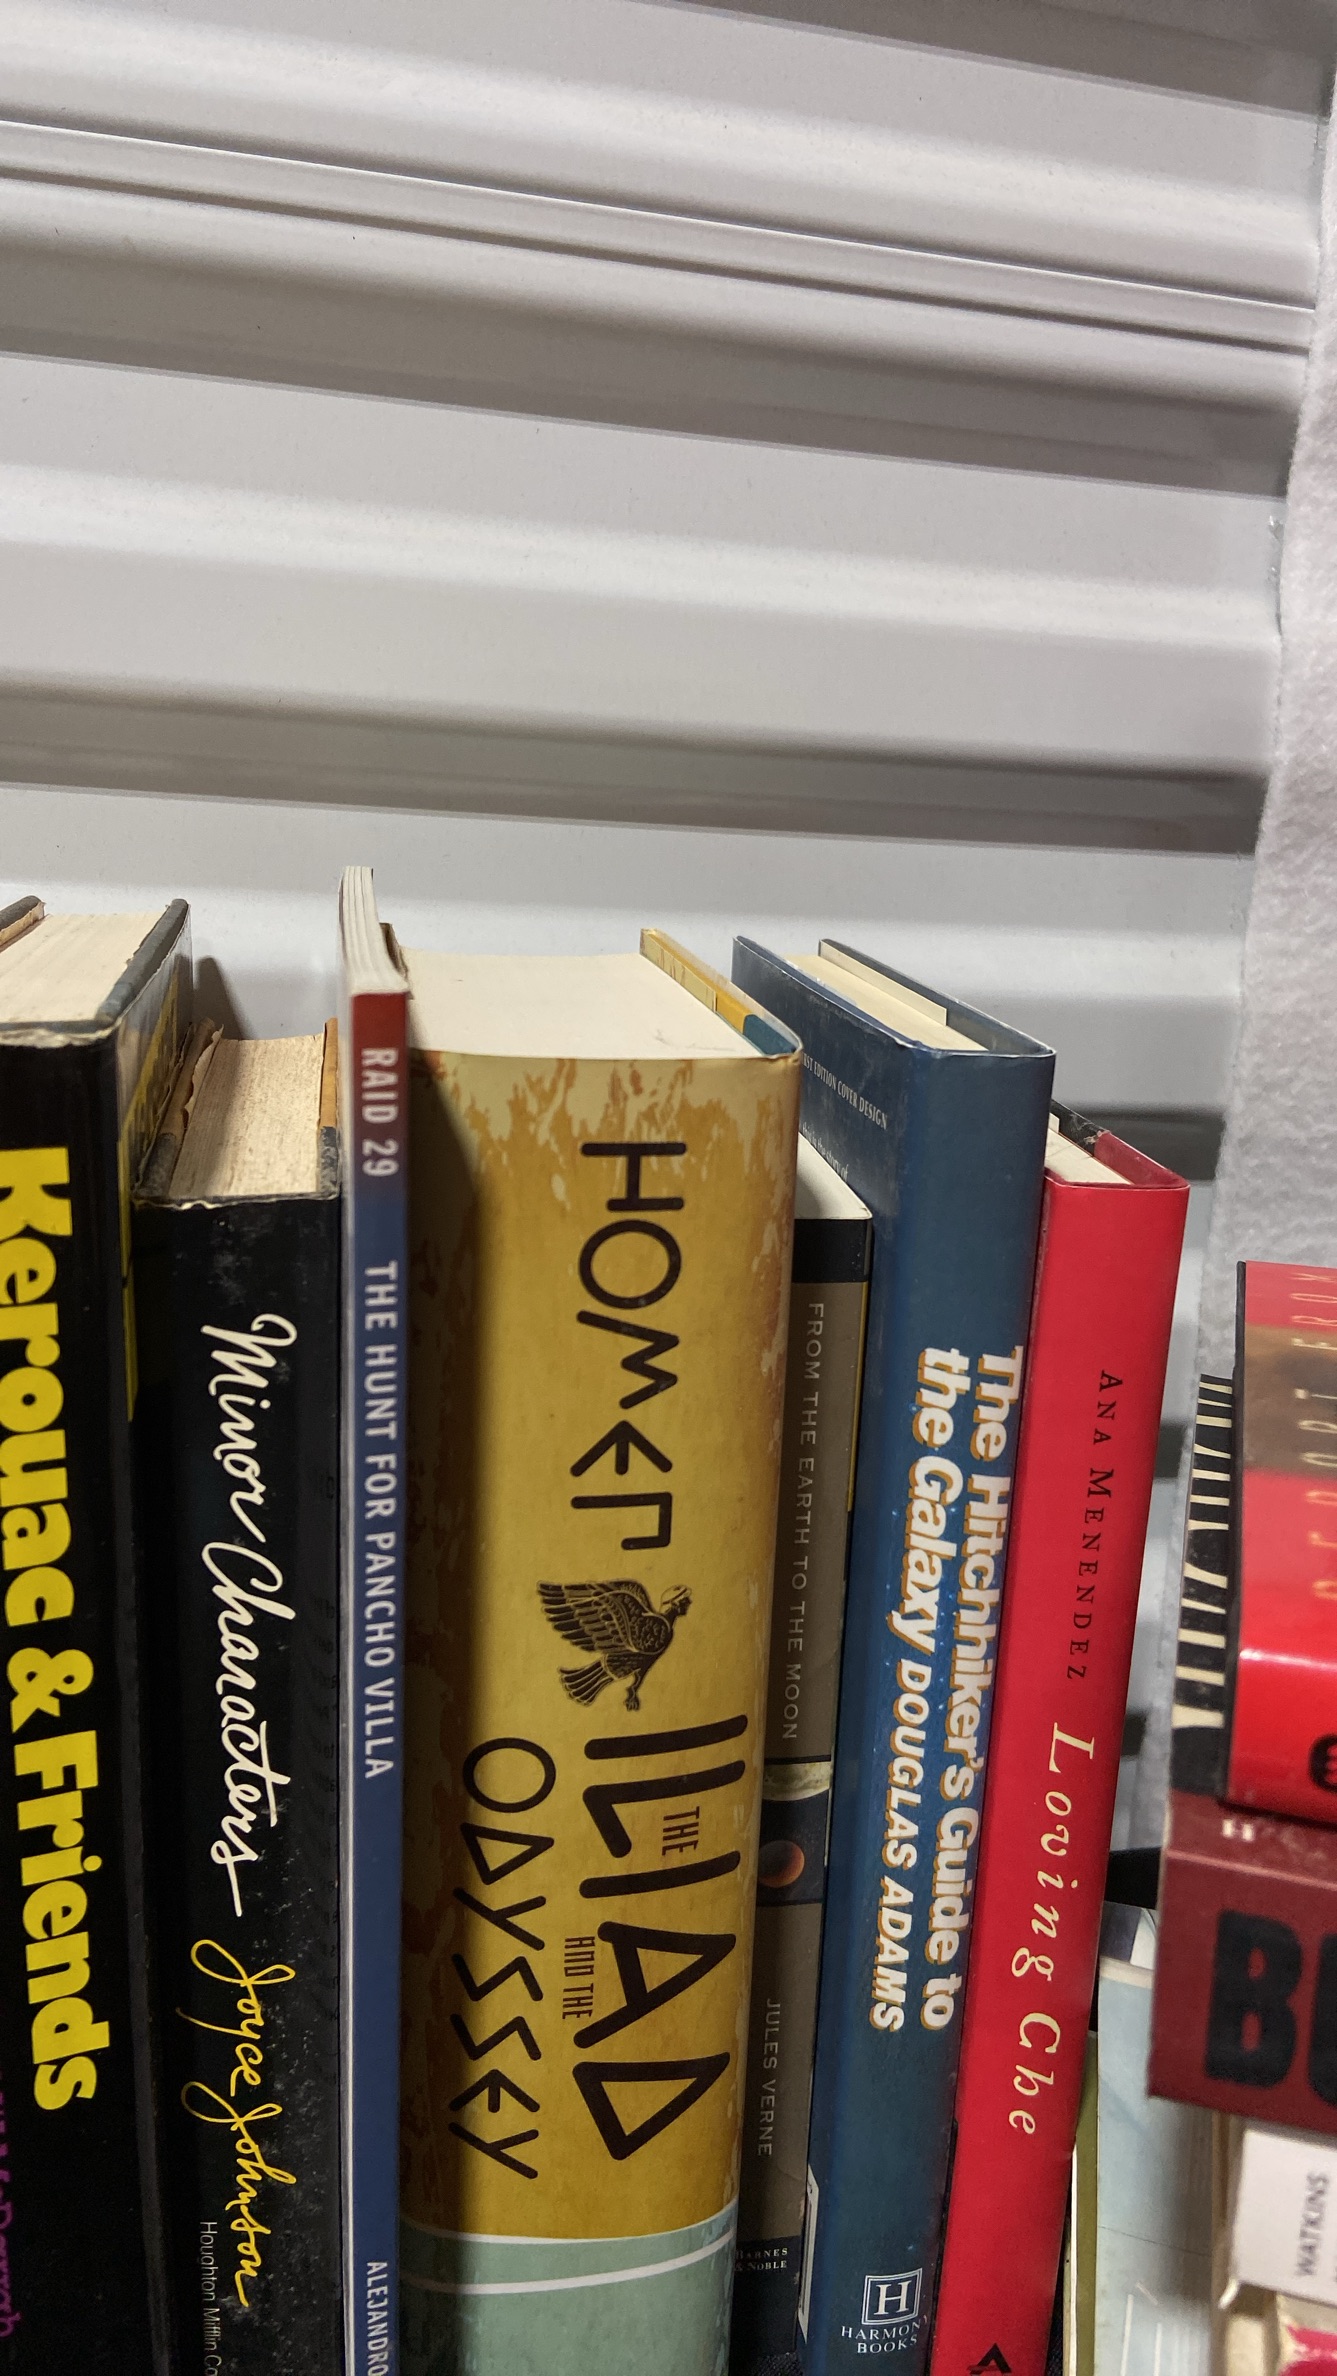 Kerouac & Friends
Minor Characters
Joyce Johnson
Houghton Mifflin Co
RAID 29
THE HUNT FOR PANCHO VILLA
ALEJANDRO
HOMER
THE
ILIAD
AND THE
ODYSSEY
FROM THE EARTH TO THE MOON
JULES VERNE
BARNES
& NOBLE
EDITION COVER DESIGN
The Hitchhiker's Guide to
the Galaxy DOUGLAS ADAMS
H
HARMONY
BOOKS
ANA MENENDEZ
Loving Che
FROM
WATKINS